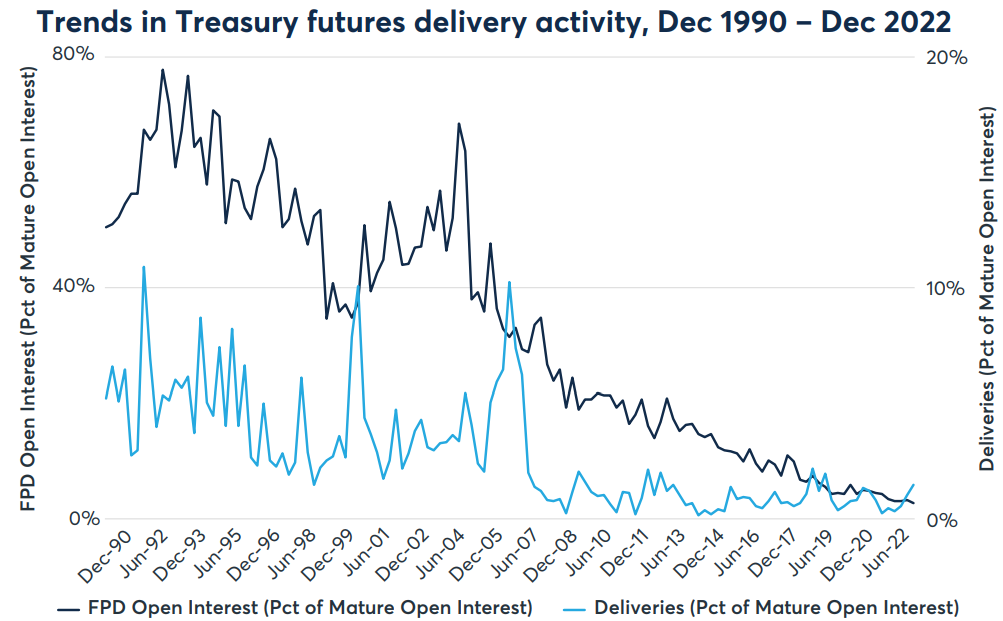 Trends in Treasury futures delivery activity, Dec 1990 – Dec 2022
80%
20%
FPD Open Interest (Pct of Mature Open Interest)
Deliveries (Pct of Mature Open Interest)
40%
10%
0%
0%
Dec-90
Jun-92
Dec-93
Jun-95
Dec-96
Jun-98
Dec-99
Jun-01
Dec-02
Jun-04
Dec-05
Jun-07
Dec-08
Jun-10
Dec-11
Jun-13
Dec-14
Jun-16
Dec-17
Jun-19
Dec-20
Jun-22
FPD Open Interest (Pct of Mature Open Interest)
Deliveries (Pct of Mature Open Interest)